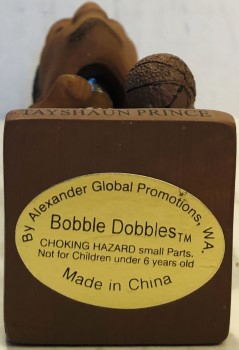 TAYSHAUN PRINCE
By Alexander Global Promotions, WA.
Bobble Dobbles™
CHOKING HAZARD small Parts.
Not for Children under 6 years old
Made in China